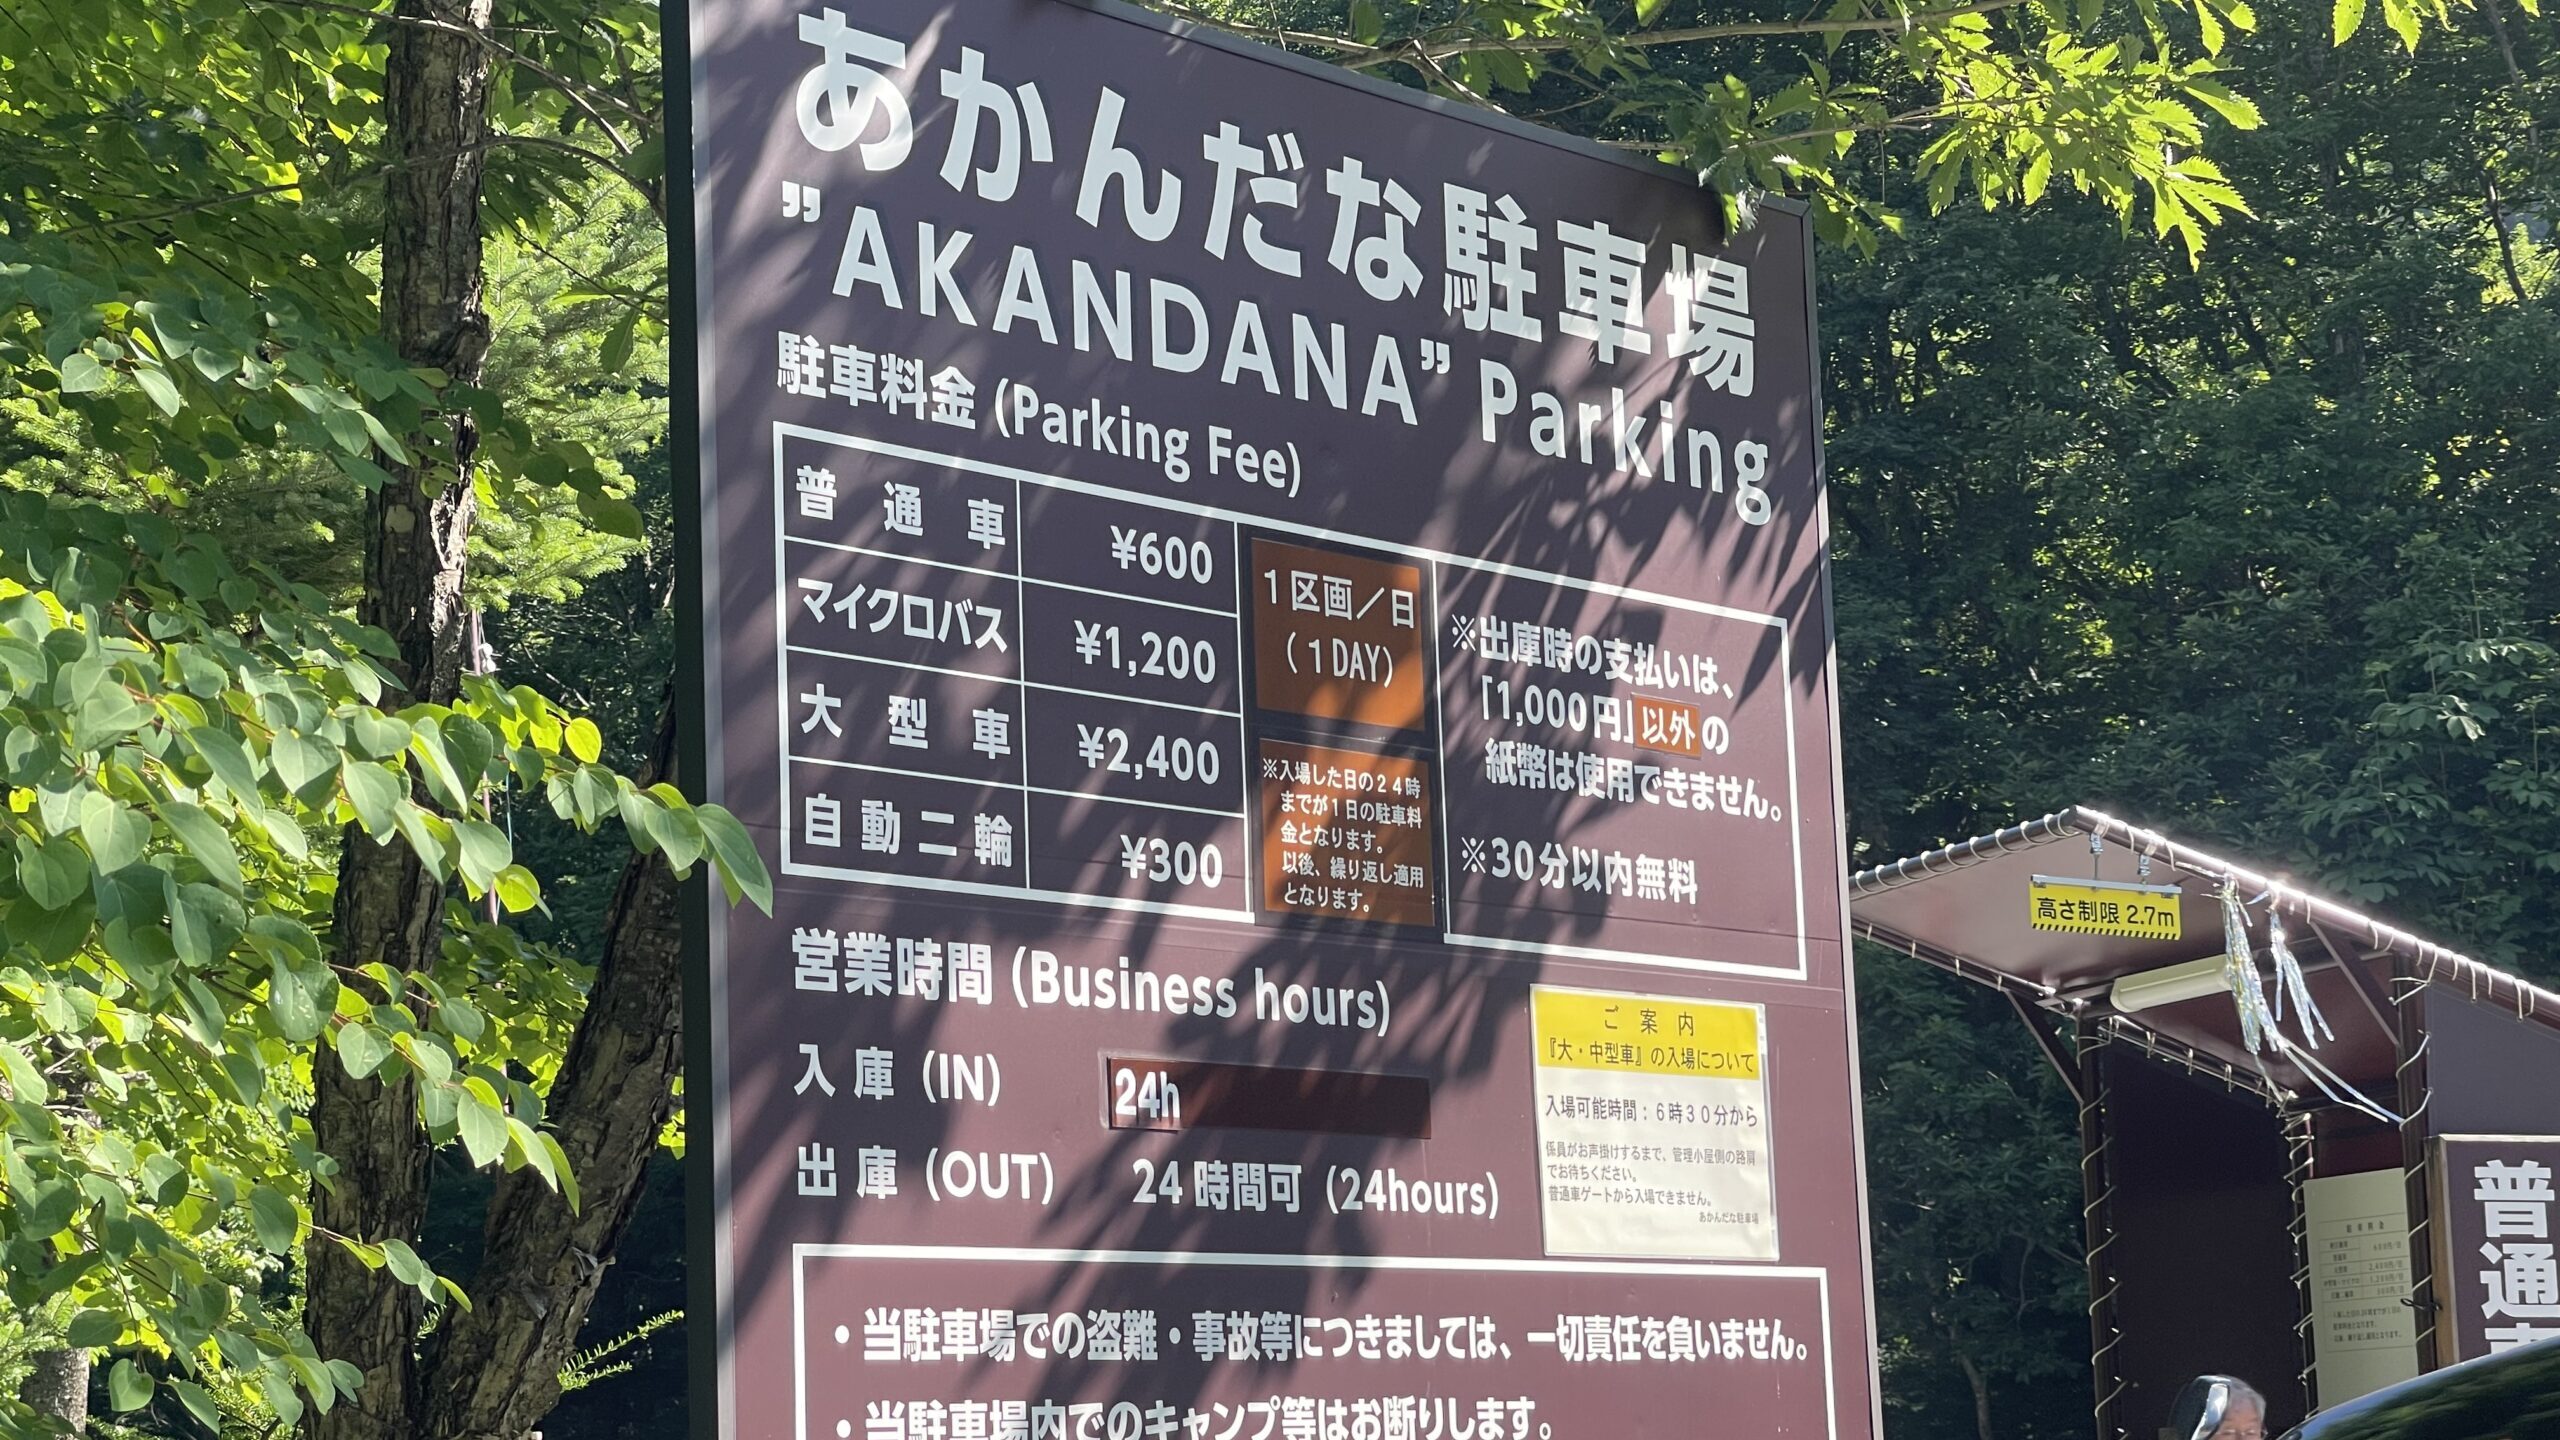 あかんだな駐車場
”AKANDANA” Parking
駐車料金 (Parking Fee)
普通車 ¥600
マイクロバス ¥1,200
大型車 ¥2,400
自動二輪 ¥300
1区画／日
(1DAY)
※入場した日の24時
までが1日の駐車料
金となります。
以後、繰り返し適用
となります。
※出庫時の支払いは、
「1,000円」以外の
紙幣は使用できません。
※30分以内無料
営業時間 (Business hours)
入庫 (IN) 24h
出庫 (OUT) 24時間可 (24hours)
ご案内
『大・中型車』の入場について
入場可能時間：6時30分から
係員がお声掛けするまで、管理小屋側の路肩
でお待ちください。
普通車ゲートから入場できません。
あかんだな駐車場
・当駐車場での盗難・事故等につきましては、一切責任を負いません。
・当駐車場内でのキャンプ等はお断りします。
高さ制限 2.7m
駐車料金
普通車